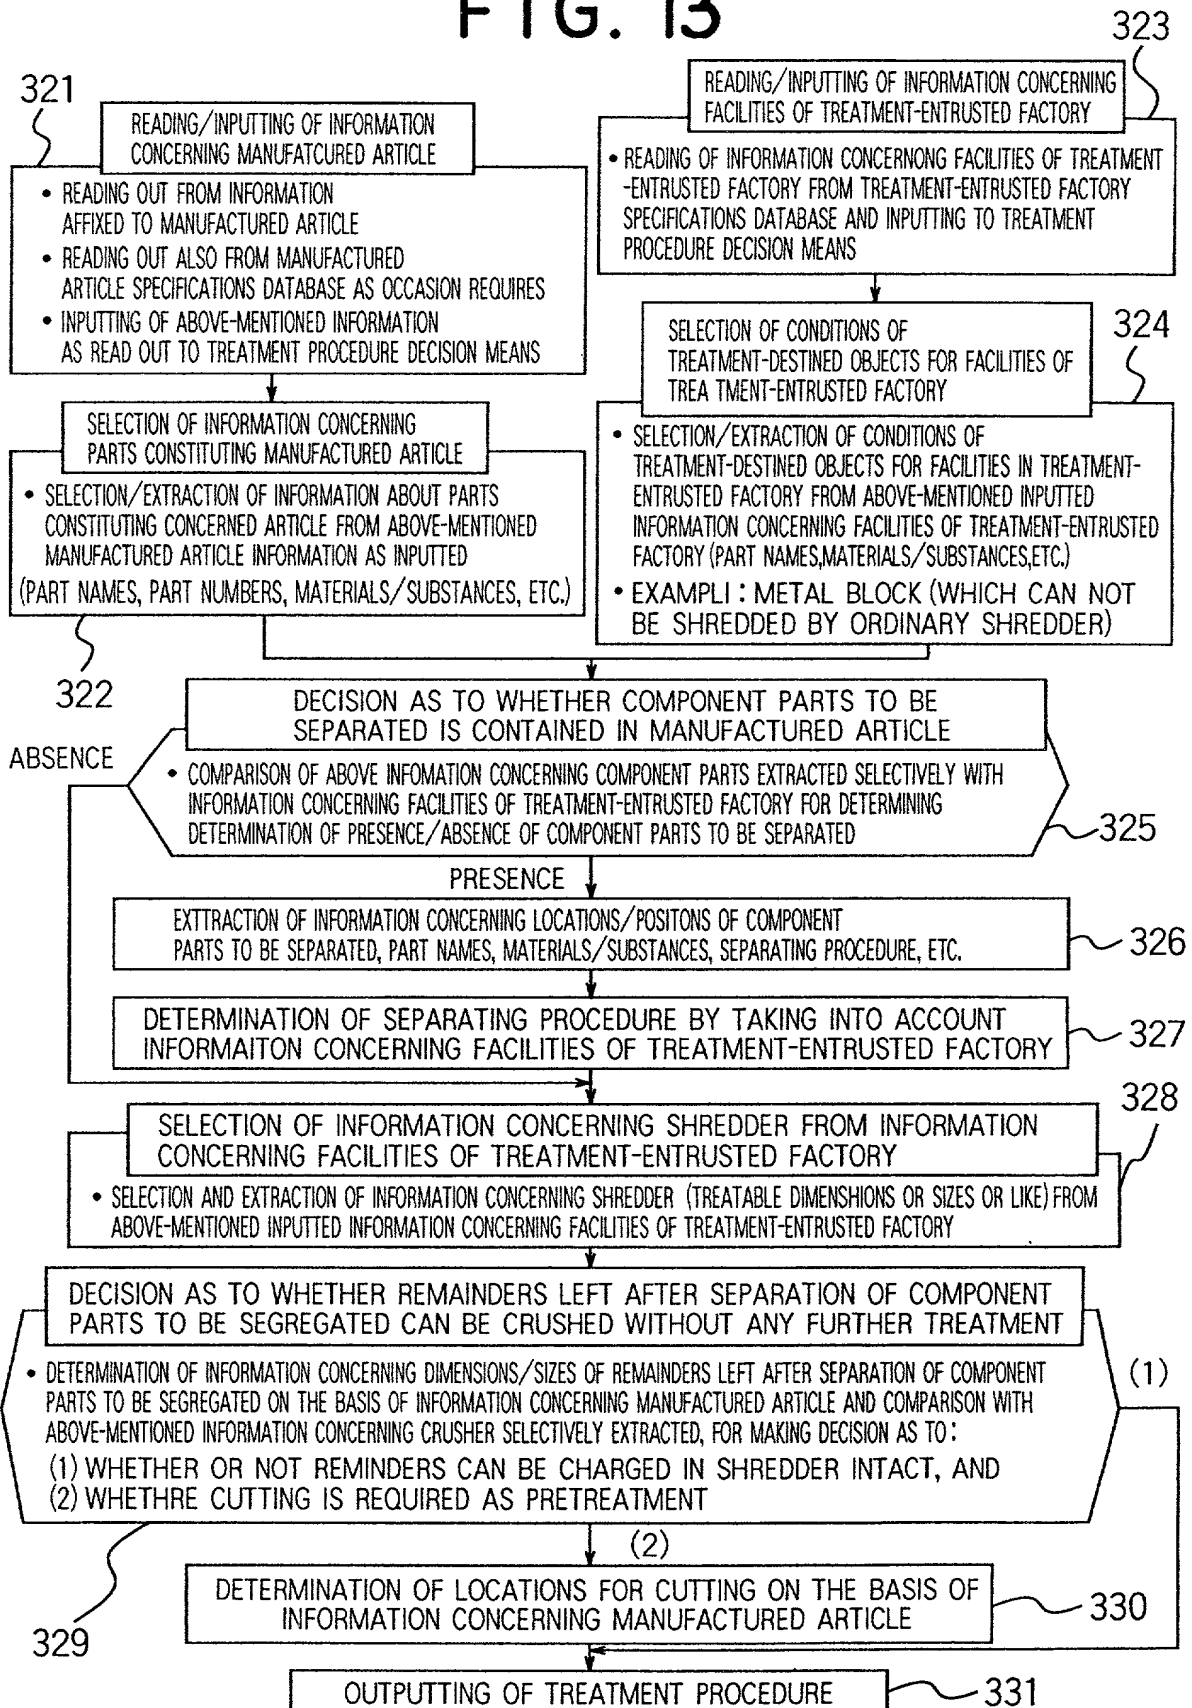 FIG. 13
321
READING/INPUTTING OF INFORMATION
CONCERNING MANUFATCURED ARTICLE
• READING OUT FROM INFORMATION
AFFIXED TO MANUFACTURED ARTICLE
• READING OUT ALSO FROM MANUFACTURED
ARTICLE SPECIFICATIONS DATABASE AS OCCASION REQUIRES
• INPUTTING OF ABOVE-MENTIONED INFORMATION
AS READ OUT TO TREATMENT PROCEDURE DECISION MEANS
SELECTION OF INFORMATION CONCERNING
PARTS CONSTITUTING MANUFACTURED ARTICLE
• SELECTION/EXTRACTION OF INFORMATION ABOUT PARTS
CONSTITUTING CONCERNED ARTICLE FROM ABOVE-MENTIONED
MANUFACTURED ARTICLE INFORMATION AS INPUTTED
(PART NAMES, PART NUMBERS, MATERIALS/SUBSTANCES, ETC.)
322
323
READING/INPUTTING OF INFORMATION CONCERNING
FACILITIES OF TREATMENT-ENTRUSTED FACTORY
• READING OF INFORMATION CONCERNONG FACILITIES OF TREATMENT
-ENTRUSTED FACTORY FROM TREATMENT-ENTRUSTED FACTORY
SPECIFICATIONS DATABASE AND INPUTTING TO TREATMENT
PROCEDURE DECISION MEANS
324
SELECTION OF CONDITIONS OF
TREATMENT-DESTINED OBJECTS FOR FACILITIES OF
TREA TMENT-ENTRUSTED FACTORY
• SELECTION/EXTRACTION OF CONDITIONS OF
TREATMENT-DESTINED OBJECTS FOR FACILITIES IN TREATMENT-
ENTRUSTED FACTORY FROM ABOVE-MENTIONED INPUTTED
INFORMATION CONCERNING FACILITIES OF TREATMENT-ENTRUSTED
FACTORY (PART NAMES,MATERIALS/SUBSTANCES,ETC.)
• EXAMPLI : METAL BLOCK (WHICH CAN NOT
BE SHREDDED BY ORDINARY SHREDDER)
DECISION AS TO WHETHER COMPONENT PARTS TO BE
SEPARATED IS CONTAINED IN MANUFACTURED ARTICLE
ABSENCE
• COMPARISON OF ABOVE INFOMATION CONCERNING COMPONENT PARTS EXTRACTED SELECTIVELY WITH
INFORMATION CONCERNING FACILITIES OF TREATMENT-ENTRUSTED FACTORY FOR DETERMINING
DETERMINATION OF PRESENCE/ABSENCE OF COMPONENT PARTS TO BE SEPARATED
325
PRESENCE
EXTTRACTION OF INFORMATION CONCERNING LOCATIONS/POSITONS OF COMPONENT
PARTS TO BE SEPARATED, PART NAMES, MATERIALS/SUBSTANCES, SEPARATING PROCEDURE, ETC.
326
DETERMINATION OF SEPARATING PROCEDURE BY TAKING INTO ACCOUNT
INFORMAITON CONCERNING FACILITIES OF TREATMENT-ENTRUSTED FACTORY
327
328
SELECTION OF INFORMATION CONCERNING SHREDDER FROM INFORMATION
CONCERNING FACILITIES OF TREATMENT-ENTRUSTED FACTORY
• SELECTION AND EXTRACTION OF INFORMATION CONCERNING SHREDDER (TREATABLE DIMENSHIONS OR SIZES OR LIKE) FROM
ABOVE-MENTIONED INPUTTED INFORMATION CONCERNING FACILITIES OF TREATMENT-ENTRUSTED FACTORY
DECISION AS TO WHETHER REMAINDERS LEFT AFTER SEPARATION OF COMPONENT
PARTS TO BE SEGREGATED CAN BE CRUSHED WITHOUT ANY FURTHER TREATMENT
• DETERMINATION OF INFORMATION CONCERNING DIMENSIONS/SIZES OF REMAINDERS LEFT AFTER SEPARATION OF COMPONENT
PARTS TO BE SEGREGATED ON THE BASIS OF INFORMATION CONCERNING MANUFACTURED ARTICLE AND COMPARISON WITH
ABOVE-MENTIONED INFORMATION CONCERNING CRUSHER SELECTIVELY EXTRACTED, FOR MAKING DECISION AS TO :
(1) WHETHER OR NOT REMINDERS CAN BE CHARGED IN SHREDDER INTACT, AND
(2) WHETHRE CUTTING IS REQUIRED AS PRETREATMENT
(1)
(2)
329
DETERMINATION OF LOCATIONS FOR CUTTING ON THE BASIS OF
INFORMATION CONCERNING MANUFACTURED ARTICLE
330
OUTPUTTING OF TREATMENT PROCEDURE
331